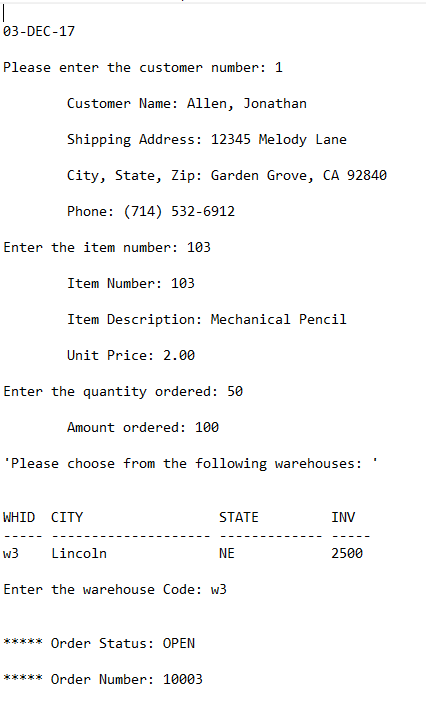 03-DEC-17
Please enter the customer number: 1
Customer Name: Allen, Jonathan
Shipping Address: 12345 Melody Lane
City, State, Zip: Garden Grove, CA 92840
Phone: (714) 532-6912
Enter the item number: 103
Item Number: 103
Item Description: Mechanical Pencil
Unit Price: 2.00
Enter the quantity ordered: 50
Amount ordered: 100
'Please choose from the following warehouses: '
WHID CITY STATE INV
----- -------------------- ------------- -----
w3 Lincoln NE 2500
Enter the warehouse Code: w3
***** Order Status: OPEN
***** Order Number: 10003